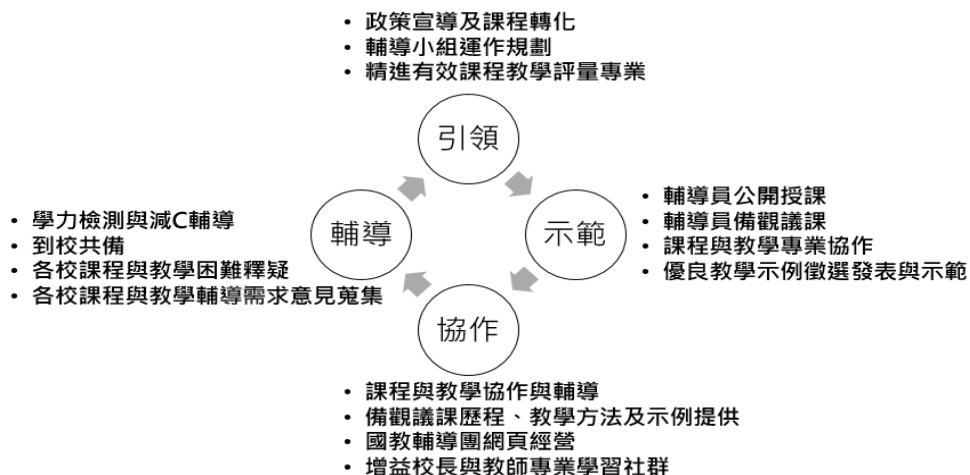 • 政策宣導及課程轉化
• 輔導小組運作規劃
• 精進有效課程教學評量專業
引領
• 輔導員公開授課
• 輔導員備觀議課
• 課程與教學專業協作
• 優良教學示例徵選發表與示範
示範
• 學力檢測與減C輔導
• 到校共備
• 各校課程與教學困難釋疑
• 各校課程與教學輔導需求意見蒐集
輔導
協作
• 課程與教學協作與輔導
• 備觀議課歷程、教學方法及示例提供
• 國教輔導團網頁經營
• 增益校長與教師專業學習社群